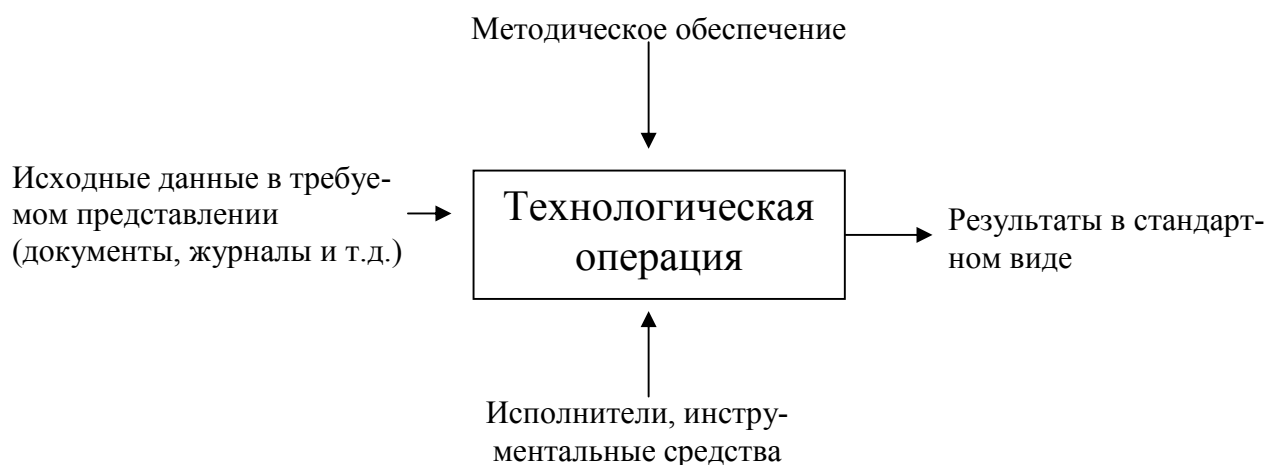 Методическое обеспечение
Исходные данные в требуе-
мом представлении
(документы, журналы и т.д.)
Технологическая
операция
Результаты в стандарт-
ном виде
Исполнители, инстру-
ментальные средства